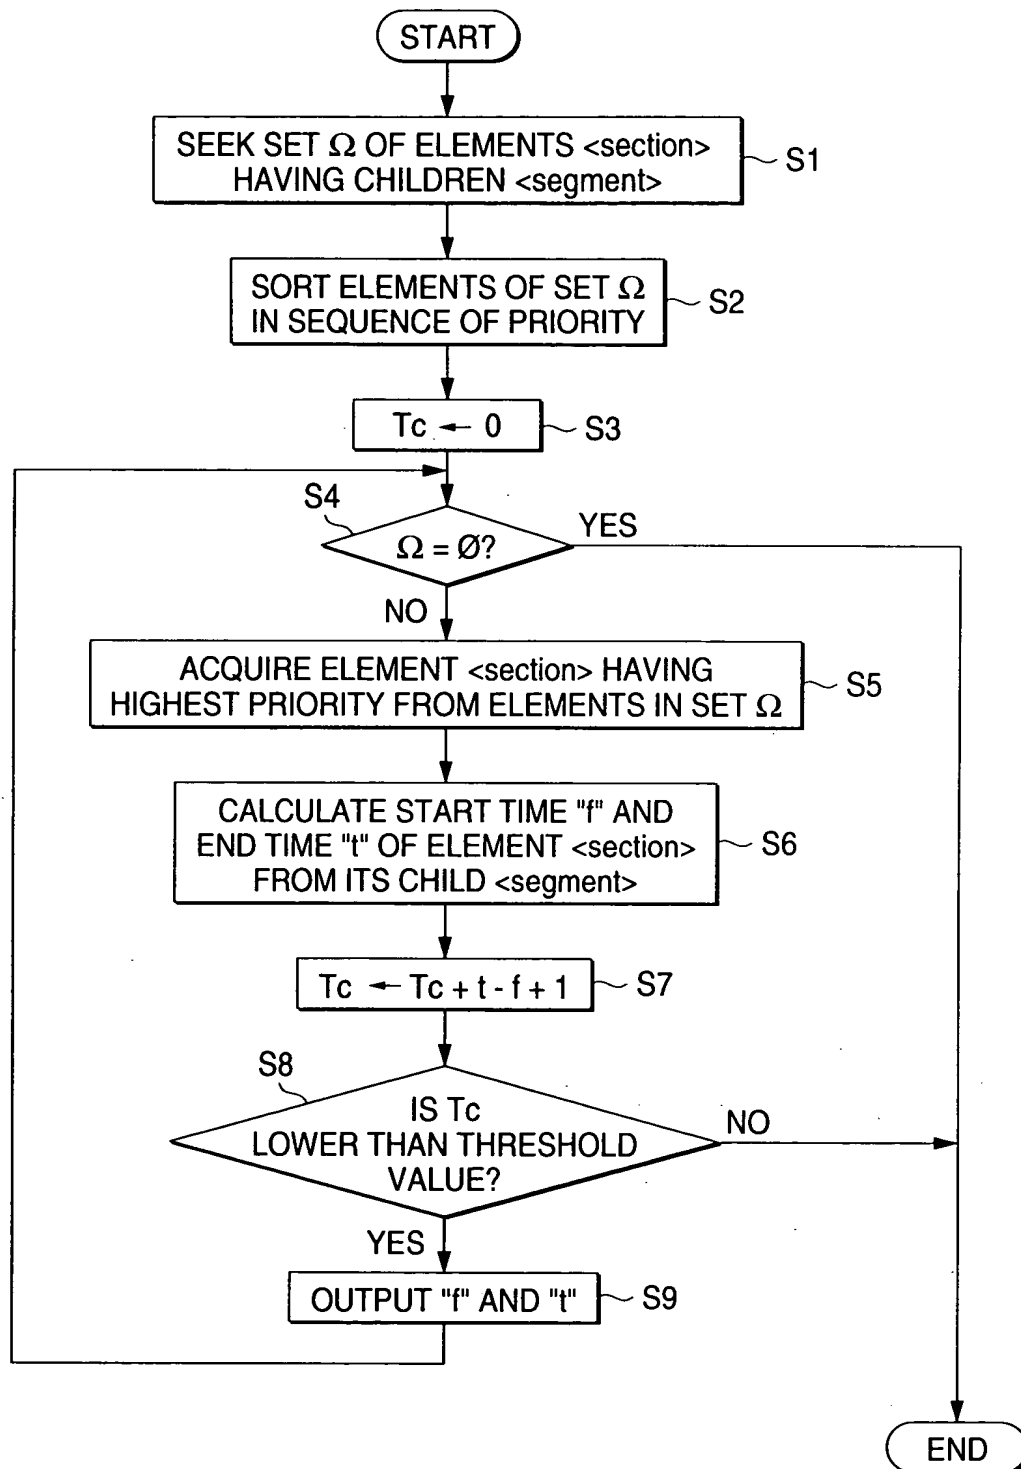 START
SEEK SET Ω OF ELEMENTS <section>
HAVING CHILDREN <segment>
S1
SORT ELEMENTS OF SET Ω
IN SEQUENCE OF PRIORITY
S2
Tc ← 0
S3
S4
Ω = Ø?
YES
NO
ACQUIRE ELEMENT <section> HAVING
HIGHEST PRIORITY FROM ELEMENTS IN SET Ω
S5
CALCULATE START TIME "f" AND
END TIME "t" OF ELEMENT <section>
FROM ITS CHILD <segment>
S6
Tc ← Tc + t - f + 1
S7
S8
IS Tc
LOWER THAN THRESHOLD
VALUE?
NO
YES
OUTPUT "f" AND "t"
S9
END